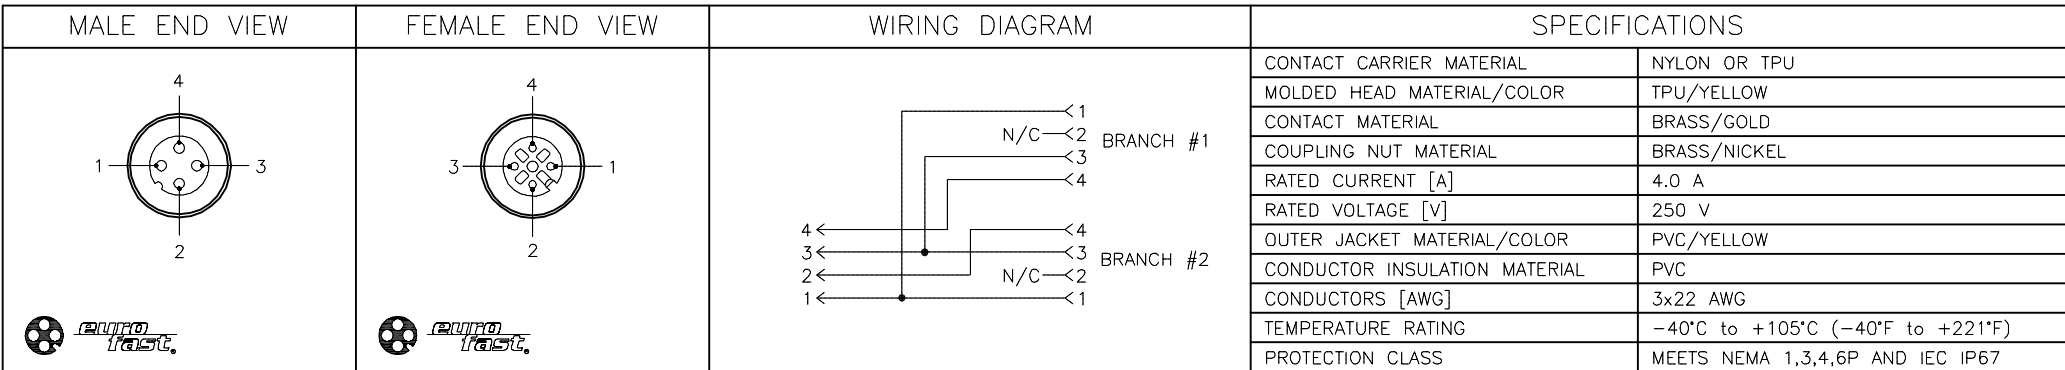 MALE END VIEW
FEMALE END VIEW
WIRING DIAGRAM
SPECIFICATIONS
4
1
3
2
euro
fast®
4
3
1
2
euro
fast®
1
N/C 2
BRANCH #1
3
4
4 4
3 3
BRANCH #2
2 N/C 2
1 1
CONTACT CARRIER MATERIAL NYLON OR TPU
MOLDED HEAD MATERIAL/COLOR TPU/YELLOW
CONTACT MATERIAL BRASS/GOLD
COUPLING NUT MATERIAL BRASS/NICKEL
RATED CURRENT [A] 4.0 A
RATED VOLTAGE [V] 250 V
OUTER JACKET MATERIAL/COLOR PVC/YELLOW
CONDUCTOR INSULATION MATERIAL PVC
CONDUCTORS [AWG] 3x22 AWG
TEMPERATURE RATING -40°C to +105°C (-40°F to +221°F)
PROTECTION CLASS MEETS NEMA 1,3,4,6P AND IEC IP67